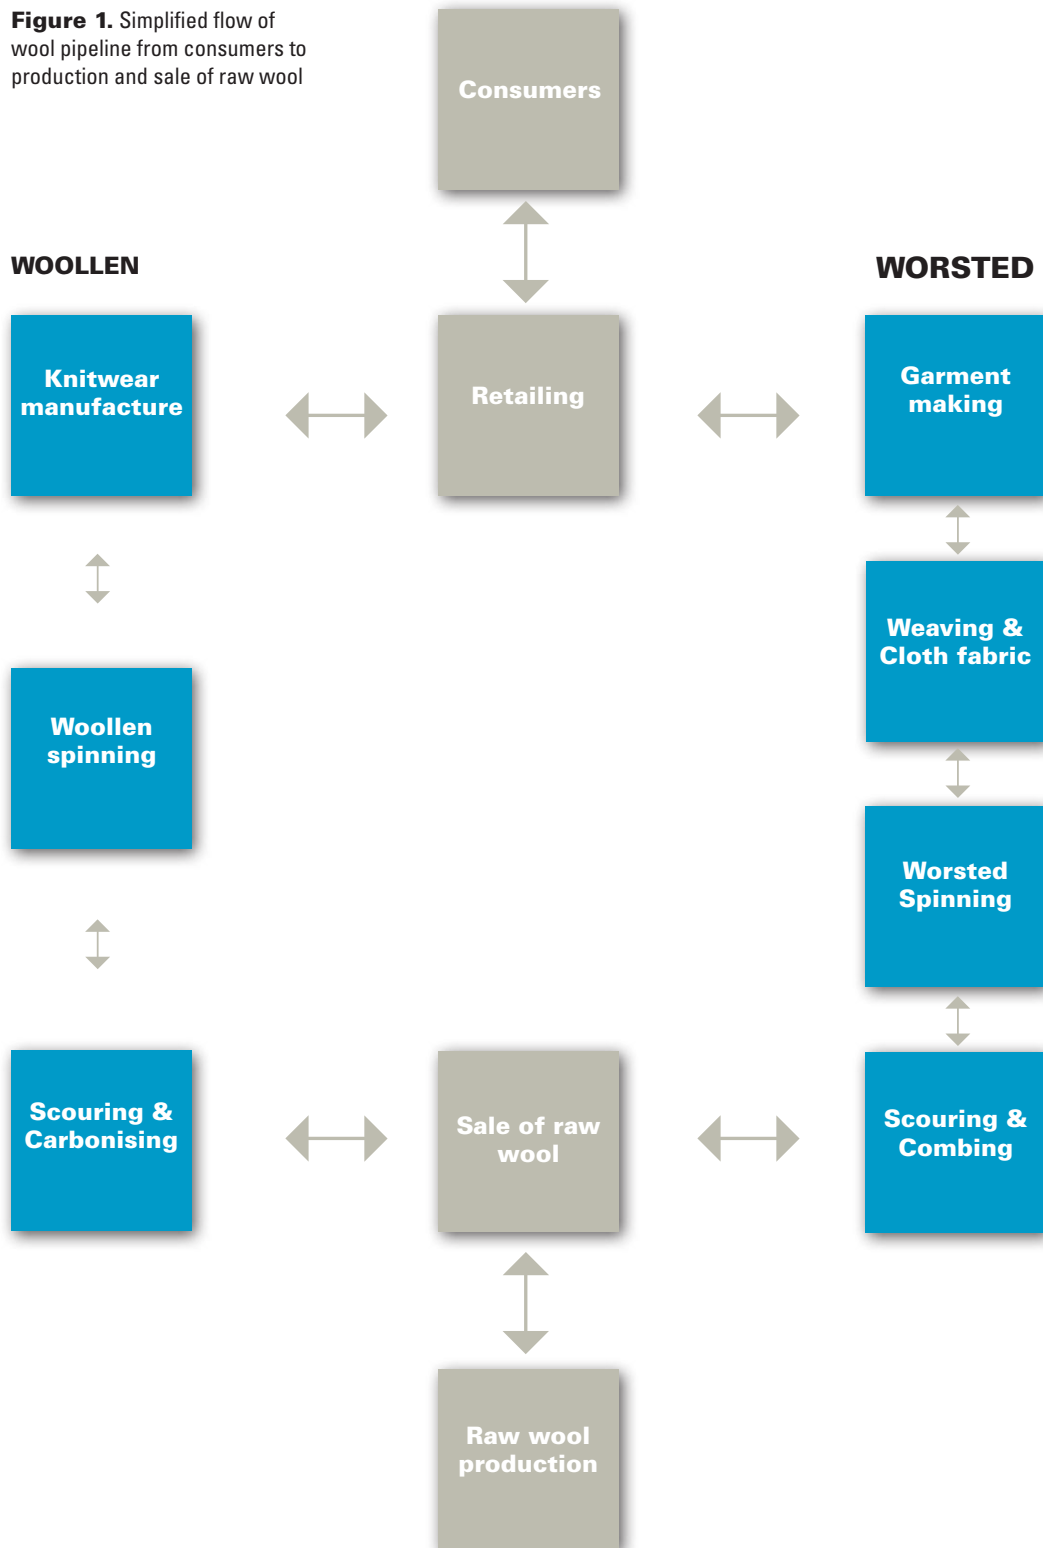 Figure 1. Simplified flow of
wool pipeline from consumers to
production and sale of raw wool
Consumers
WOOLLEN
WORSTED
Knitwear
manufacture
Retailing
Garment
making
Weaving &
Cloth fabric
Woollen
spinning
Worsted
Spinning
Scouring &
Carbonising
Sale of raw
wool
Scouring &
Combing
Raw wool
production